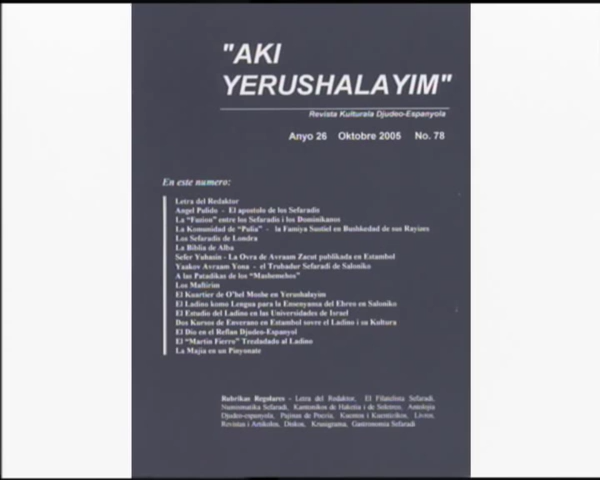 "AKI
YERUSHALAYIM"
Revista Kulturala Djudeo-Espanyola
Anyo 26 Oktobre 2005 No. 78
En este numero:
Letra del Redaktor
Angel Pulido - El apostolo de los Sefaradis
La "Fusion" entre los Sefaradis i los Dominikanos
La Komunidad de "Pulia" - la Famiya Sustiel en Bushkedad de sus Rayizes
Los Sefaradis de Londra
La Biblia de Alba
Sefer Yuhasin - La Ovra de Avraam Zacut publikada en Estambol
Yaakov Avraam Yona - el Trubador Sefaradi de Saloniko
A las Patadikas de los
Los Maftirim
El Kuartier de O'hel Moshe en Yerushalayim
El Ladino komo Lengua para la Ensenyansa del Ebreo en Saloniko
El Estudio del Ladino en las Universidades de Israel
Dos Kursos de Enverano en Estambol sovre el Ladino i su Kultura
El Dio en el Reflan Djudeo-Espanyol
El "Martin Fierro" Trezladado al Ladino
La Majia en un Pinyonate
Rubrikas Regolares - Letra del Redaktor, El Filatelista Sefaradi,
Numismatika Sefaradi, Kantonikos de Haketia i de Soletreo, Antolojia
Djudeo-espanyola, Pajinas de Poezia, Kuentos i Kuentizikos, Livros,
Revistas i Artikolos, Diskos, Krusigrama, Gastronomia Sefaradi